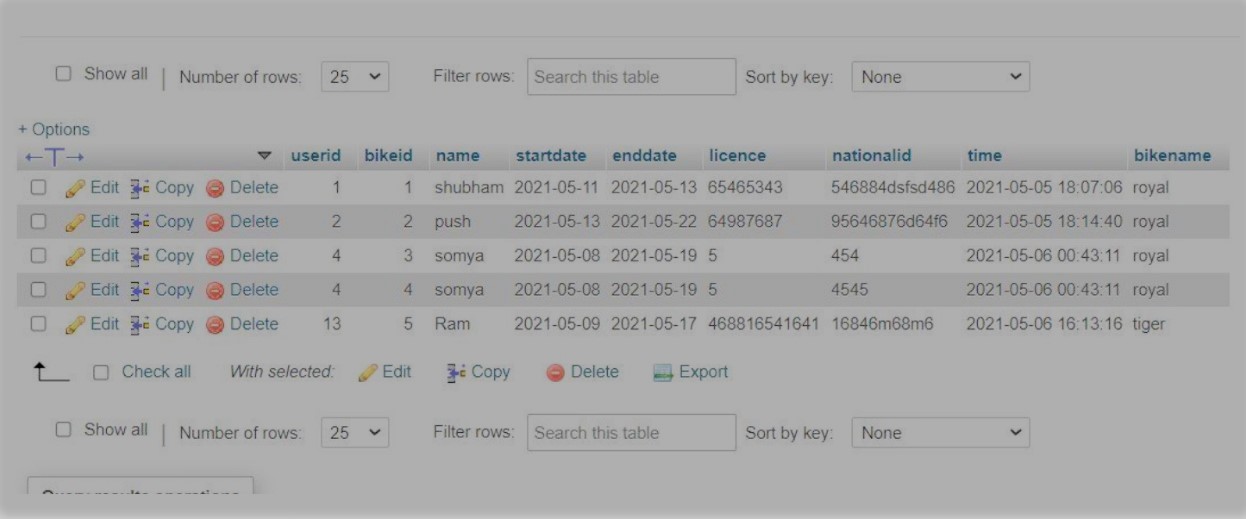 Show all | Number of rows: 25 Filter rows: Search this table Sort by key: None
+ Options
←T→ userid bikeid name startdate enddate licence nationalid time bikename
Edit Copy Delete 1 1 shubham 2021-05-11 2021-05-13 65465343 546884dsfsd486 2021-05-05 18:07:06 royal
Edit Copy Delete 2 2 push 2021-05-13 2021-05-22 64987687 95646876d64f6 2021-05-05 18:14:40 royal
Edit Copy Delete 4 3 somya 2021-05-08 2021-05-19 5 454 2021-05-06 00:43:11 royal
Edit Copy Delete 4 4 somya 2021-05-08 2021-05-19 5 4545 2021-05-06 00:43:11 royal
Edit Copy Delete 13 5 Ram 2021-05-09 2021-05-17 468816541641 16846m68m6 2021-05-06 16:13:16 tiger
Check all With selected: Edit Copy Delete Export
Show all | Number of rows: 25 Filter rows: Search this table Sort by key: None
Query results operations